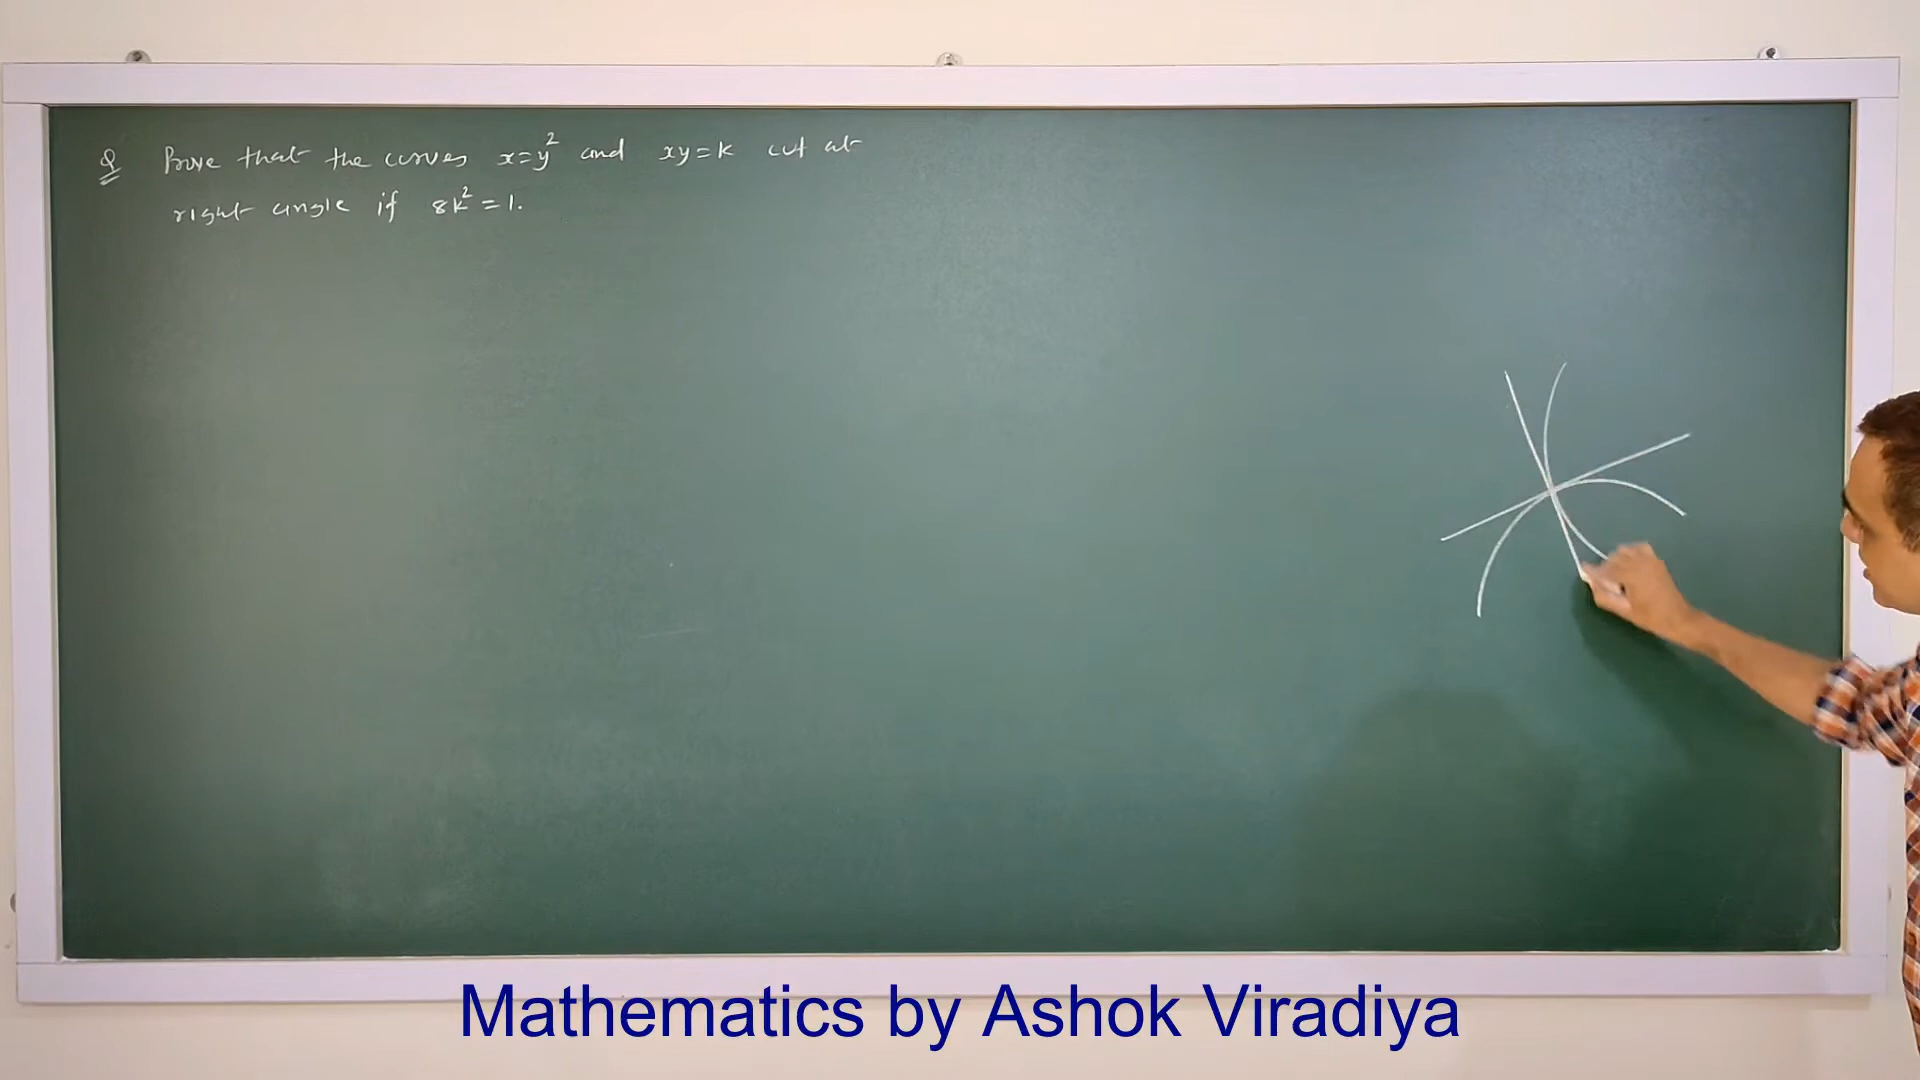 Q Prove that the curves x=y² and xy=k cut at
right angle if 8k²=1.
Mathematics by Ashok Viradiya